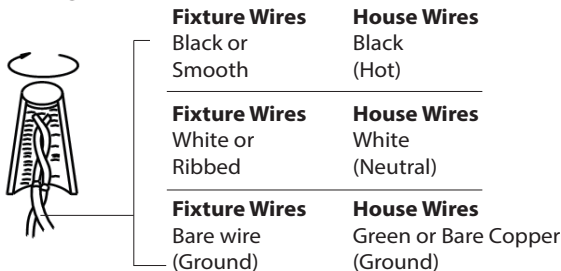 Fixture Wires House Wires
Black or Black
Smooth (Hot)
Fixture Wires House Wires
White or White
Ribbed (Neutral)
Fixture Wires House Wires
Bare wire Green or Bare Copper
(Ground) (Ground)